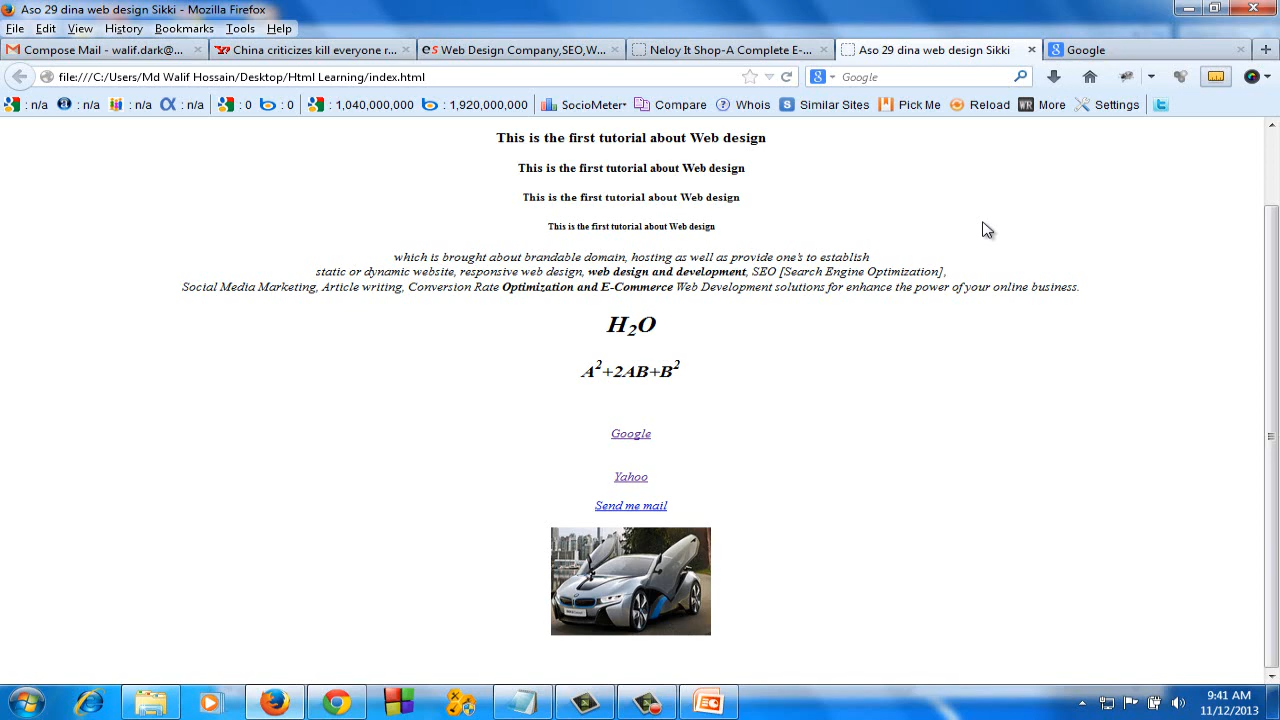 Aso 29 dina web design Sikki - Mozilla Firefox
File Edit View History Bookmarks Tools Help
Compose Mail - walif.dark@... China criticizes kill everyone r... Web Design Company,SEO,W... Neloy It Shop-A Complete E-... Aso 29 dina web design Sikki Google
file:///C:/Users/Md Walif Hossain/Desktop/Html Learning/index.html Google
: n/a : n/a : n/a : n/a : 0 : 0 : 1,040,000,000 : 1,920,000,000 SocioMeter Compare Whois Similar Sites Pick Me Reload More Settings
This is the first tutorial about Web design
This is the first tutorial about Web design
This is the first tutorial about Web design
This is the first tutorial about Web design
which is brought about brandable domain, hosting as well as provide one's to establish
static or dynamic website, responsive web design, web design and development, SEO [Search Engine Optimization],
Social Media Marketing, Article writing, Conversion Rate Optimization and E-Commerce Web Development solutions for enhance the power of your online business.
H₂O
A²+2AB+B²
Google
Yahoo
Send me mail
9:41 AM
11/12/2013